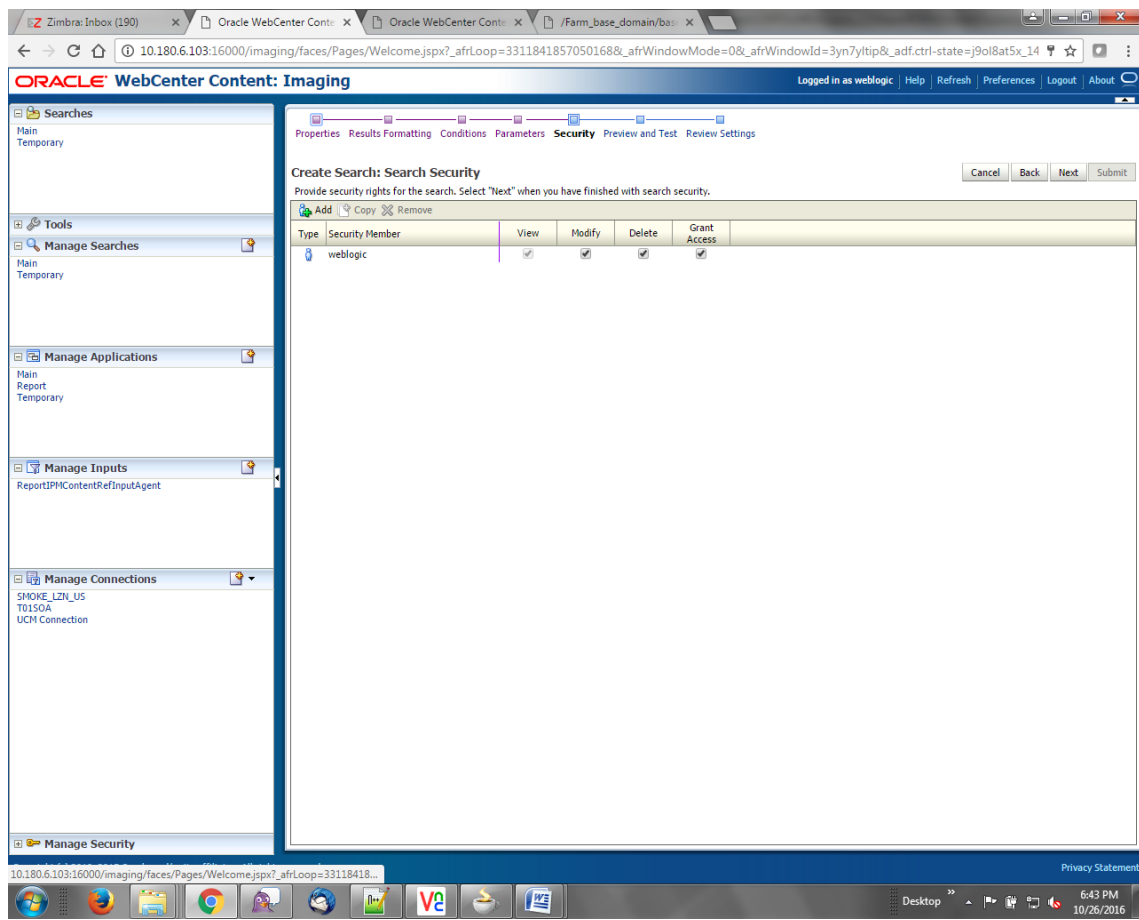 Zimbra: Inbox (190)
Oracle WebCenter Conte
Oracle WebCenter Conte
/Farm_base_domain/bas
10.180.6.103:16000/imaging/faces/Pages/Welcome.jspx?_afrLoop=3311841857050168&_afrWindowMode=0&_afrWindowId=3yn7yltip&_adf.ctrl-state=j9ol8at5x_14
ORACLE WebCenter Content: Imaging
Logged in as weblogic Help Refresh Preferences Logout About
Searches
Main
Temporary
Tools
Manage Searches
Main
Temporary
Manage Applications
Main
Report
Temporary
Manage Inputs
ReportIPMContentRefInputAgent
Manage Connections
SMOKE_LZN_US
T01SOA
UCM Connection
Manage Security
Properties Results Formatting Conditions Parameters Security Preview and Test Review Settings
Create Search: Search Security
Cancel Back Next Submit
Provide security rights for the search. Select "Next" when you have finished with search security.
Add Copy Remove
Type Security Member View Modify Delete Grant Access
weblogic
Privacy Statement
10.180.6.103:16000/imaging/faces/Pages/Welcome.jspx?_afrLoop=33118418...
Desktop
6:43 PM
10/26/2016